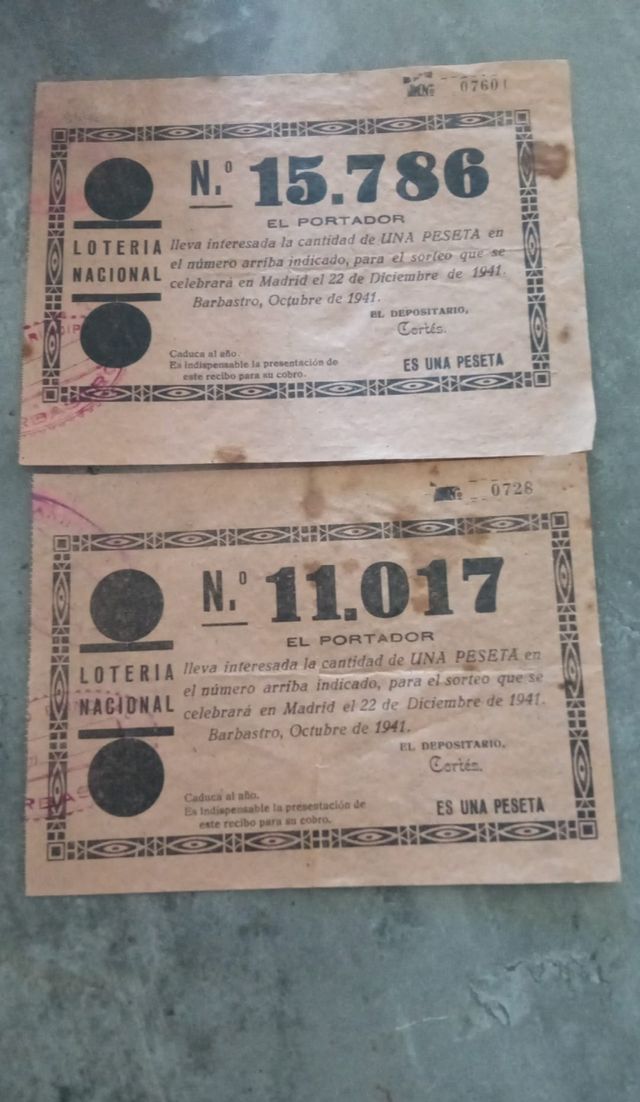 07601
N.º 15.786
EL PORTADOR
LOTERIA
NACIONAL
lleva interesada la cantidad de UNA PESETA en
el número arriba indicado, para el sorteo que se
celebrará en Madrid el 22 de Diciembre de 1941.
Barbastro, Octubre de 1941.
EL DEPOSITARIO,
Cortés.
Caduca al año.
Es indispensable la presentación de
este recibo para su cobro.
ES UNA PESETA
Nº 0728
N.º 11.017
EL PORTADOR
LOTERIA
NACIONAL
lleva interesada la cantidad de UNA PESETA en
el número arriba indicado, para el sorteo que se
celebrará en Madrid el 22 de Diciembre de 1941.
Barbastro, Octubre de 1941.
EL DEPOSITARIO,
Cortés.
Caduca al año.
Es indispensable la presentación de
este recibo para su cobro.
ES UNA PESETA